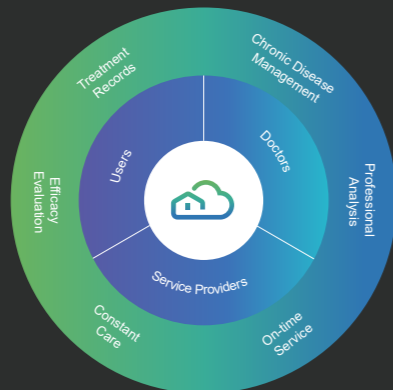 Treatment
Records
Chronic Disease
Management
Users
Doctors
Efficacy
Evaluation
Professional
Analysis
Service Providers
Constant
Care
On-time
Service